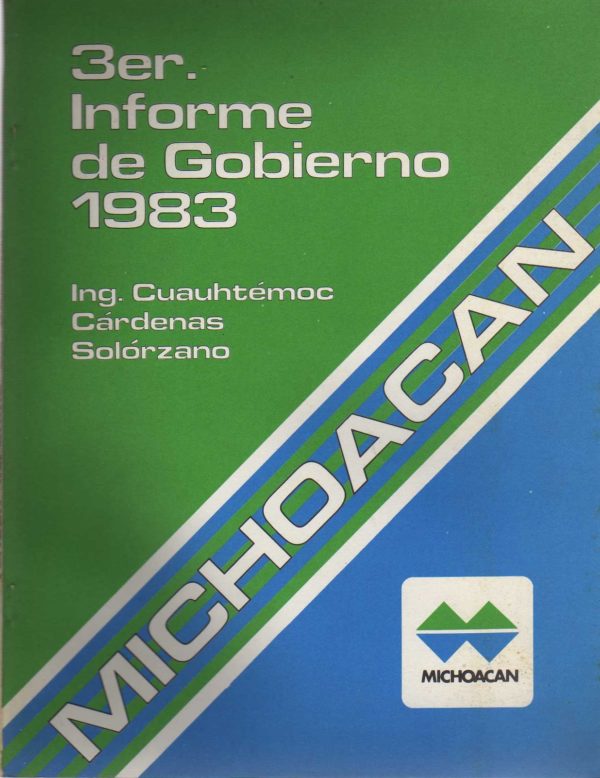 3er.
Informe
de Gobierno
1983
Ing. Cuauhtémoc
Cárdenas
Solórzano
MICHOACAN
MICHOACAN